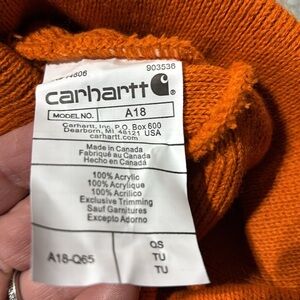 903536
carhartt
MODEL NO. A18
Carhartt, Inc. P.O. Box 600
Dearborn, MI 48121 USA
carhartt.com
Made in Canada
Fabriqué au Canada
Hecho en Canadá
100% Acrylic
100% Acrylique
100% Acrílico
Exclusive Trimming
Sauf Garnitures
Excepto Adorno
A18-Q65
OS
TU
TU